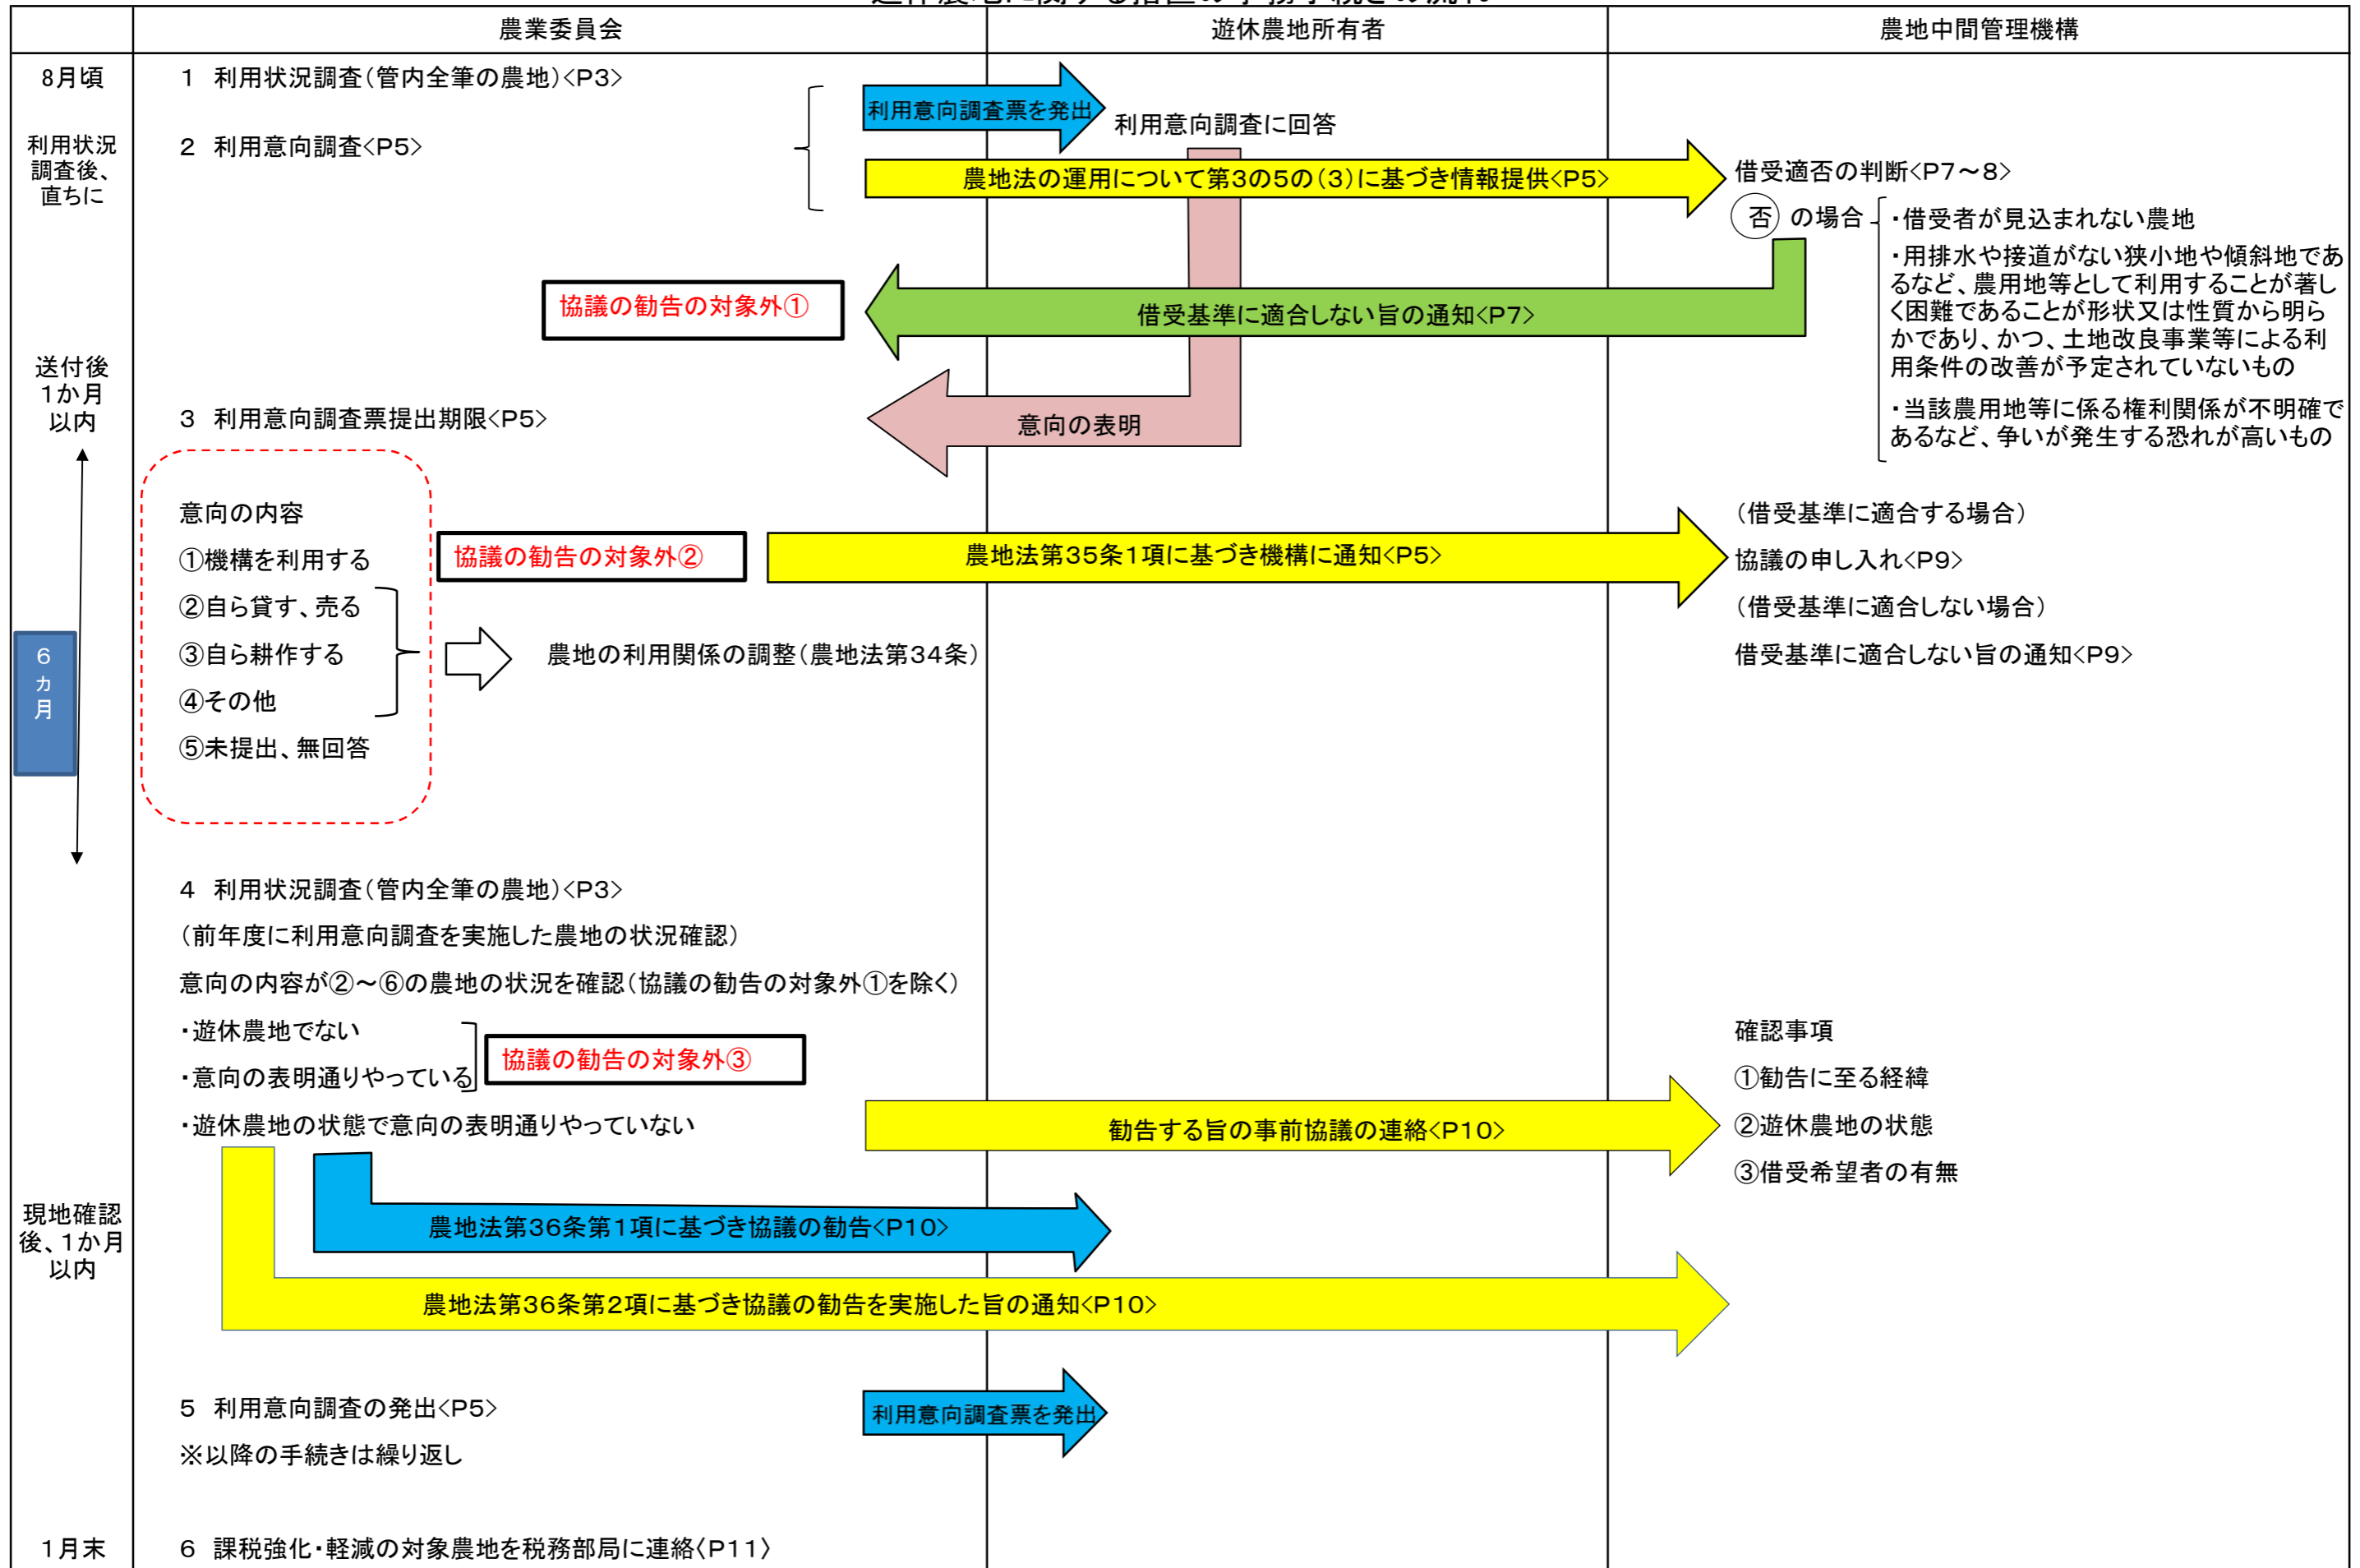 農業委員会
遊休農地所有者
農地中間管理機構
8月頃
1 利用状況調査(管内全筆の農地)<P3>
利用意向調査票を発出
利用意向調査に回答
利用状況
調査後、
直ちに
2 利用意向調査<P5>
農地法の運用について第3の5の(3)に基づき情報提供<P5>
借受適否の判断<P7~8>
否 の場合
・借受者が見込まれない農地
・用排水や接道がない狭小地や傾斜地であ
るなど、農用地等として利用することが著し
く困難であることが形状又は性質から明ら
かであり、かつ、土地改良事業等による利
用条件の改善が予定されていないもの
・当該農用地等に係る権利関係が不明確で
あるなど、争いが発生する恐れが高いもの
協議の勧告の対象外①
借受基準に適合しない旨の通知<P7>
送付後
1か月
以内
3 利用意向調査票提出期限<P5>
意向の表明
6
カ
月
意向の内容
①機構を利用する
②自ら貸す、売る
③自ら耕作する
④その他
⑤未提出、無回答
協議の勧告の対象外②
農地法第35条1項に基づき機構に通知<P5>
農地の利用関係の調整(農地法第34条)
(借受基準に適合する場合)
協議の申し入れ<P9>
(借受基準に適合しない場合)
借受基準に適合しない旨の通知<P9>
4 利用状況調査(管内全筆の農地)<P3>
(前年度に利用意向調査を実施した農地の状況確認)
意向の内容が②~⑥の農地の状況を確認(協議の勧告の対象外①を除く)
・遊休農地でない
・意向の表明通りやっている
協議の勧告の対象外③
・遊休農地の状態で意向の表明通りやっていない
勧告する旨の事前協議の連絡<P10>
確認事項
①勧告に至る経緯
②遊休農地の状態
③借受希望者の有無
現地確認
後、1か月
以内
農地法第36条第1項に基づき協議の勧告<P10>
農地法第36条第2項に基づき協議の勧告を実施した旨の通知<P10>
5 利用意向調査の発出<P5>
利用意向調査票を発出
※以降の手続きは繰り返し
1月末
6 課税強化・軽減の対象農地を税務部局に連絡〈P11〉